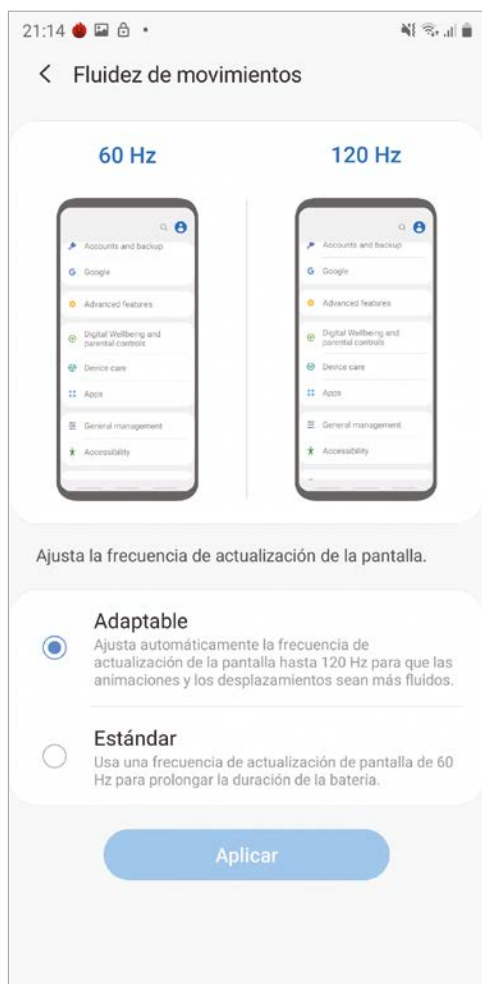 21:14
Fluidez de movimientos
60 Hz
120 Hz
Accounts and backup
Google
Advanced features
Digital Wellbeing and
parental controls
Device care
Apps
General management
Accessibility
Accounts and backup
Google
Advanced features
Digital Wellbeing and
parental controls
Device care
Apps
General management
Accessibility
Ajusta la frecuencia de actualización de la pantalla.
Adaptable
Ajusta automáticamente la frecuencia de
actualización de la pantalla hasta 120 Hz para que las
animaciones y los desplazamientos sean más fluidos.
Estándar
Usa una frecuencia de actualización de pantalla de 60
Hz para prolongar la duración de la batería.
Aplicar